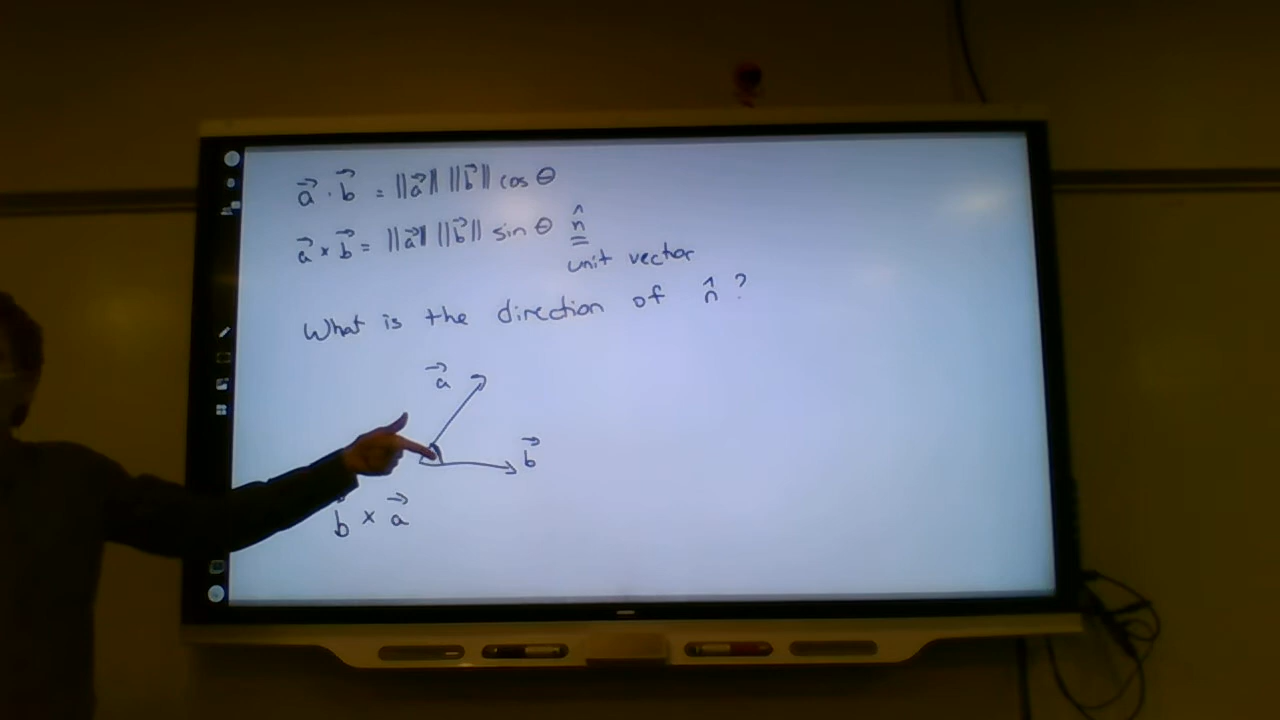 a⃗ · b⃗ = ||a⃗|| ||b⃗|| cos θ
a⃗ × b⃗ = ||a⃗|| ||b⃗|| sin θ n̂
unit vector
What is the direction of n̂ ?
a⃗
b⃗
b⃗ × a⃗